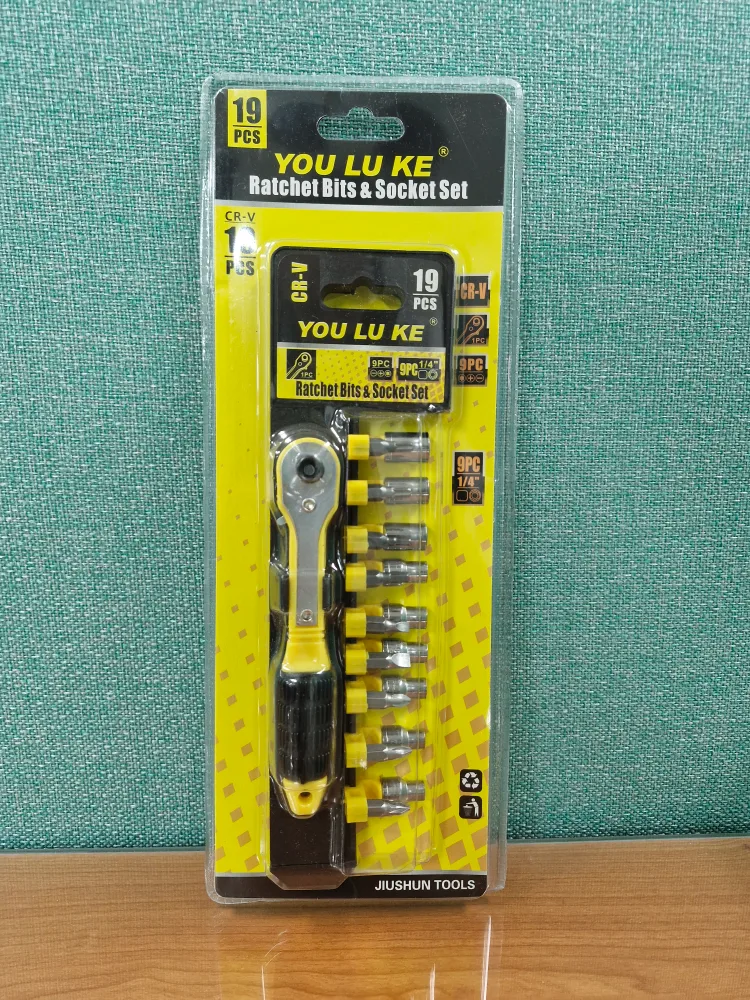 19
PCS
YOU LU KE®
Ratchet Bits & Socket Set
CR-V
19
PCS
CR-V
19
PCS
YOU LU KE®
1PC
9PC
9PC 1/4"
Ratchet Bits & Socket Set
CR-V
1PC
9PC
9PC
1/4"
JIUSHUN TOOLS